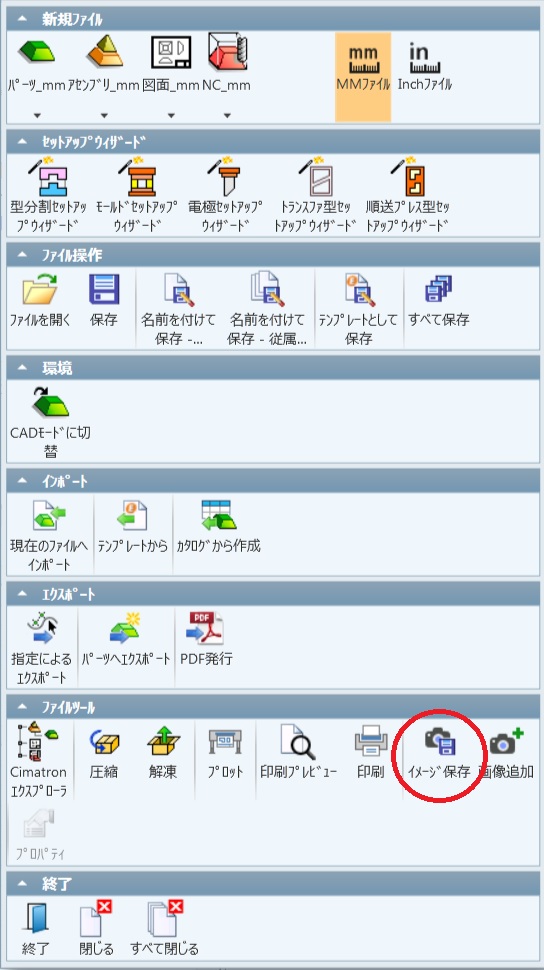 新規ﾌｧｲﾙ
ﾊﾟｰﾂ_mm ｱｾﾝﾌﾞﾘ_mm 図面_mm NC_mm
mm
MMﾌｧｲﾙ
in
Inchﾌｧｲﾙ
ｾｯﾄｱｯﾌﾟｳｨｻﾞｰﾄﾞ
型分割ｾｯﾄｱｯ
ﾌﾟｳｨｻﾞｰﾄﾞ
ﾓｰﾙﾄﾞｾｯﾄｱｯﾌﾟ
ｳｨｻﾞｰﾄﾞ
電極ｾｯﾄｱｯﾌﾟ
ｳｨｻﾞｰﾄﾞ
ﾄﾗﾝｽﾌｧ型ｾｯ
ﾄｱｯﾌﾟｳｨｻﾞｰﾄﾞ
順送ﾌﾟﾚｽ型ｾｯ
ﾄｱｯﾌﾟｳｨｻﾞｰﾄﾞ
ﾌｧｲﾙ操作
ﾌｧｲﾙを開く
保存
名前を付けて
保存 -...
名前を付けて
保存 - 従属...
ﾃﾝﾌﾟﾚｰﾄとして
保存
すべて保存
環境
CADﾓｰﾄﾞに切
替
ｲﾝﾎﾟｰﾄ
現在のﾌｧｲﾙへ
ｲﾝﾎﾟｰﾄ
ﾃﾝﾌﾟﾚｰﾄから
ｶﾀﾛｸﾞから作成
ｴｸｽﾎﾟｰﾄ
指定による
ｴｸｽﾎﾟｰﾄ
ﾊﾟｰﾂへｴｸｽﾎﾟｰﾄ
PDF
PDF発行
ﾌｧｲﾙﾂｰﾙ
Cimatron
ｴｸｽﾌﾟﾛｰﾗ
圧縮
解凍
ﾌﾟﾛｯﾄ
印刷ﾌﾟﾚﾋﾞｭｰ
印刷
ｲﾒｰｼﾞ保存
画像追加
ﾌﾟﾛﾊﾟﾃｨ
終了
終了
閉じる
すべて閉じる